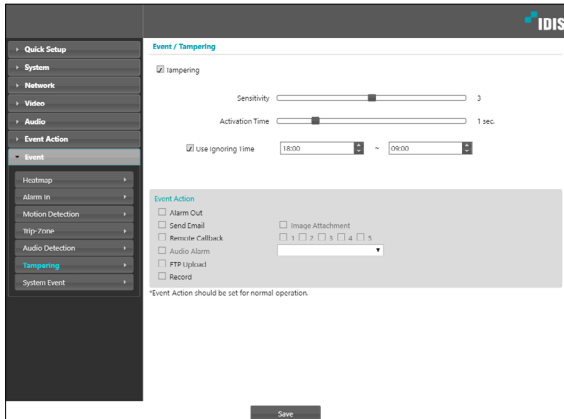 IDIS
Quick Setup
System
Network
Video
Audio
Event Action
Event
Heatmap
Alarm In
Motion Detection
Trip-Zone
Audio Detection
Tampering
System Event
Event / Tampering
Tampering
Sensitivity 3
Activation Time 1 sec.
Use Ignoring Time 18:00 ~ 09:00
Event Action
Alarm Out
Send Email Image Attachment
Remote Callback 1 2 3 4 5
Audio Alarm
FTP Upload
Record
*Event Action should be set for normal operation.
Save